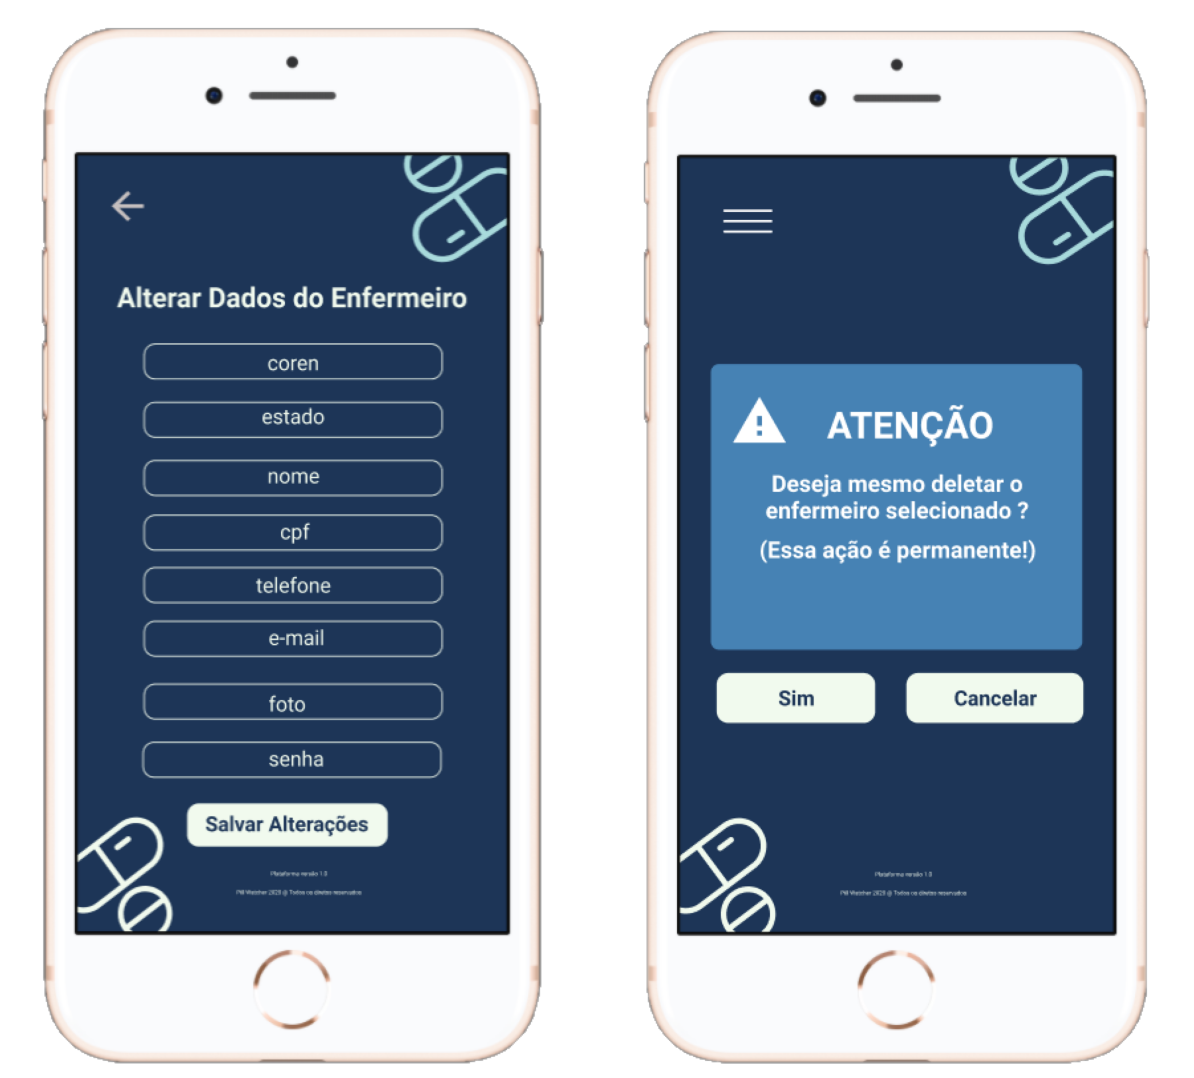 Alterar Dados do Enfermeiro
coren
estado
nome
cpf
telefone
e-mail
foto
senha
Salvar Alterações
Plataforma versão 1.0
Pill Watcher 2020 @ Todos os direitos reservados
ATENÇÃO
Deseja mesmo deletar o
enfermeiro selecionado ?
(Essa ação é permanente!)
Sim
Cancelar
Plataforma versão 1.0
Pill Watcher 2020 @ Todos os direitos reservados